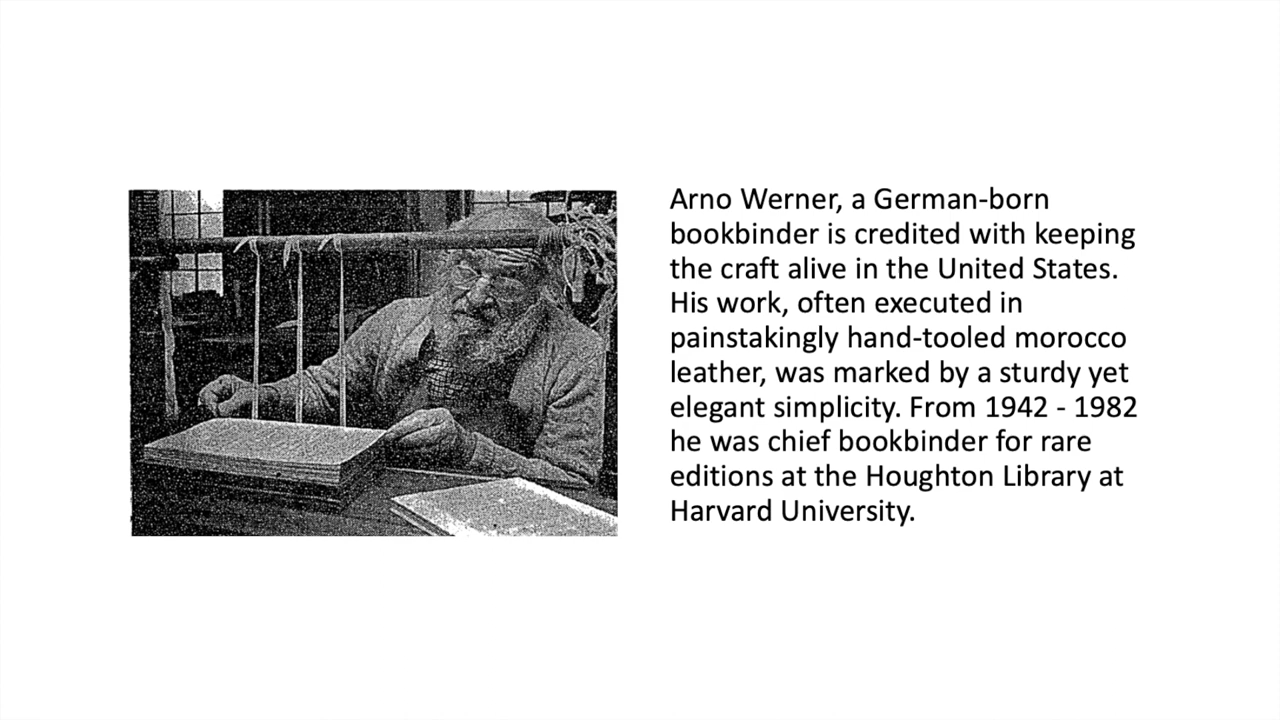 Arno Werner, a German-born
bookbinder is credited with keeping
the craft alive in the United States.
His work, often executed in
painstakingly hand-tooled morocco
leather, was marked by a sturdy yet
elegant simplicity. From 1942 - 1982
he was chief bookbinder for rare
editions at the Houghton Library at
Harvard University.